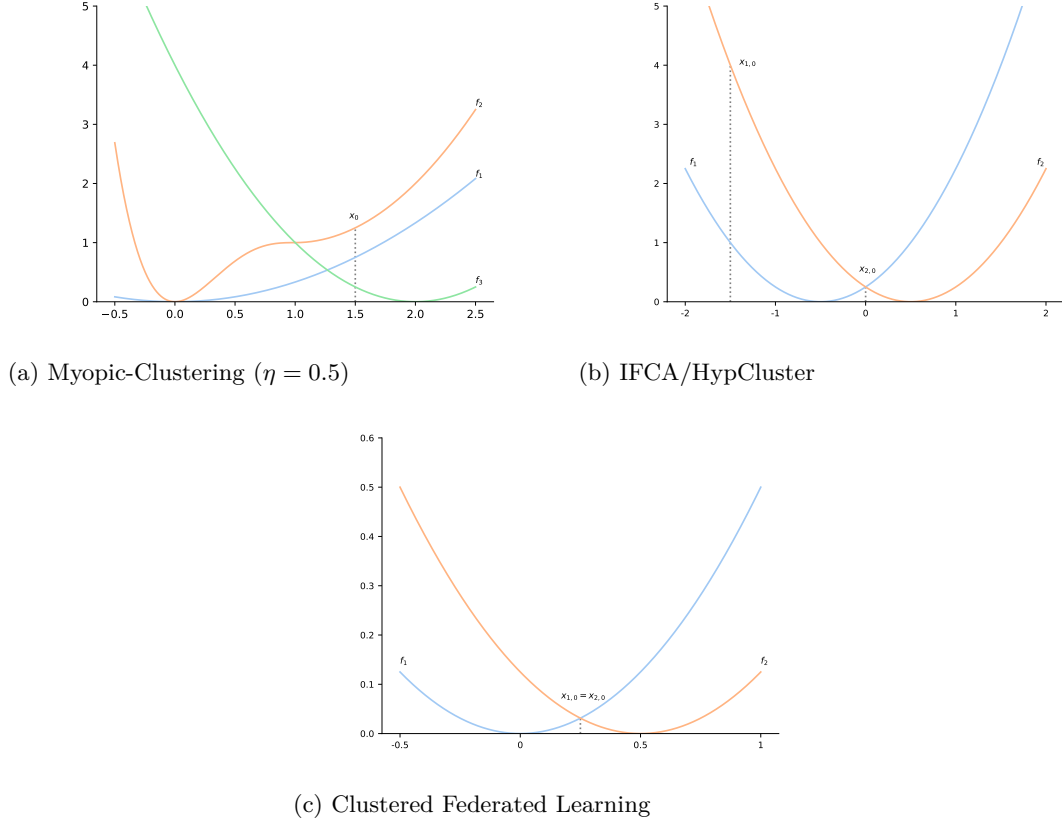 5
4
3
2
1
0
−0.5 0.0 0.5 1.0 1.5 2.0 2.5
f₂
f₁
x₀
f₃
(a) Myopic-Clustering (η = 0.5)
5
4
3
2
1
0
-2 -1 0 1 2
x₁,₀
f₁
f₂
x₂,₀
(b) IFCA/HypCluster
0.6
0.5
0.4
0.3
0.2
0.1
0.0
-0.5 0 0.5 1
f₁
f₂
x₁,₀ = x₂,₀
(c) Clustered Federated Learning